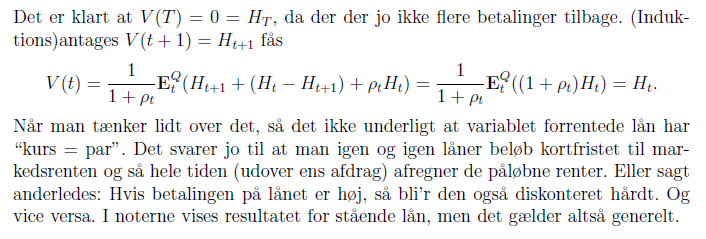 Det er klart at V(T) = 0 = H_T, da der der jo ikke flere betalinger tilbage. (Induk-
tions)antages V(t + 1) = H_{t+1} fås
V(t) = \frac{1}{1 + ρ_t} E_t^Q(H_{t+1} + (H_t − H_{t+1}) + ρ_t H_t) = \frac{1}{1 + ρ_t} E_t^Q((1 + ρ_t)H_t) = H_t.
Når man tænker lidt over det, så det ikke underligt at variablet forrentede lån har
“kurs = par”. Det svarer jo til at man igen og igen låner beløb kortfristet til mar-
kedsrenten og så hele tiden (udover ens afdrag) afregner de påløbne renter. Eller sagt
anderledes: Hvis betalingen på lånet er høj, så bli’r den også diskonteret hårdt. Og
vice versa. I noterne vises resultatet for stående lån, men det gælder altså generelt.